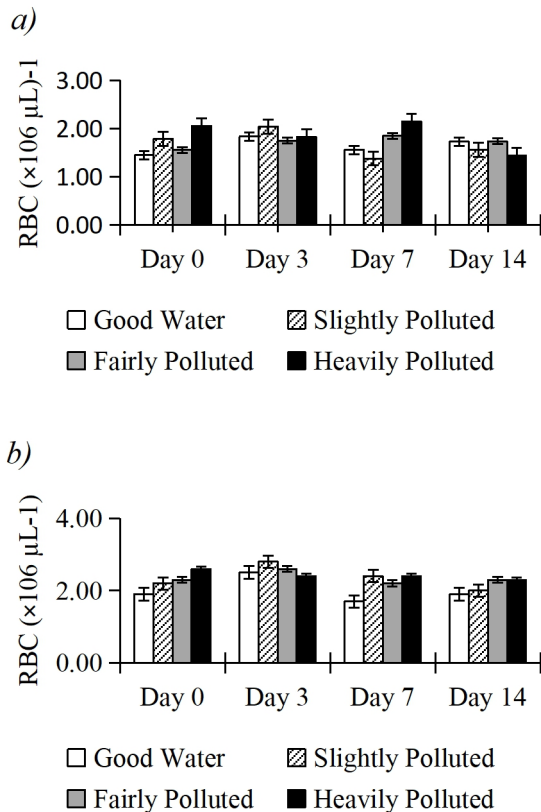 a)
RBC (×106 μL)-1
3.00
2.00
1.00
0.00
Day 0 Day 3 Day 7 Day 14
Good Water Slightly Polluted
Fairly Polluted Heavily Polluted
b)
RBC (×106 μL-1)
4.00
2.00
0.00
Day 0 Day 3 Day 7 Day 14
Good Water Slightly Polluted
Fairly Polluted Heavily Polluted